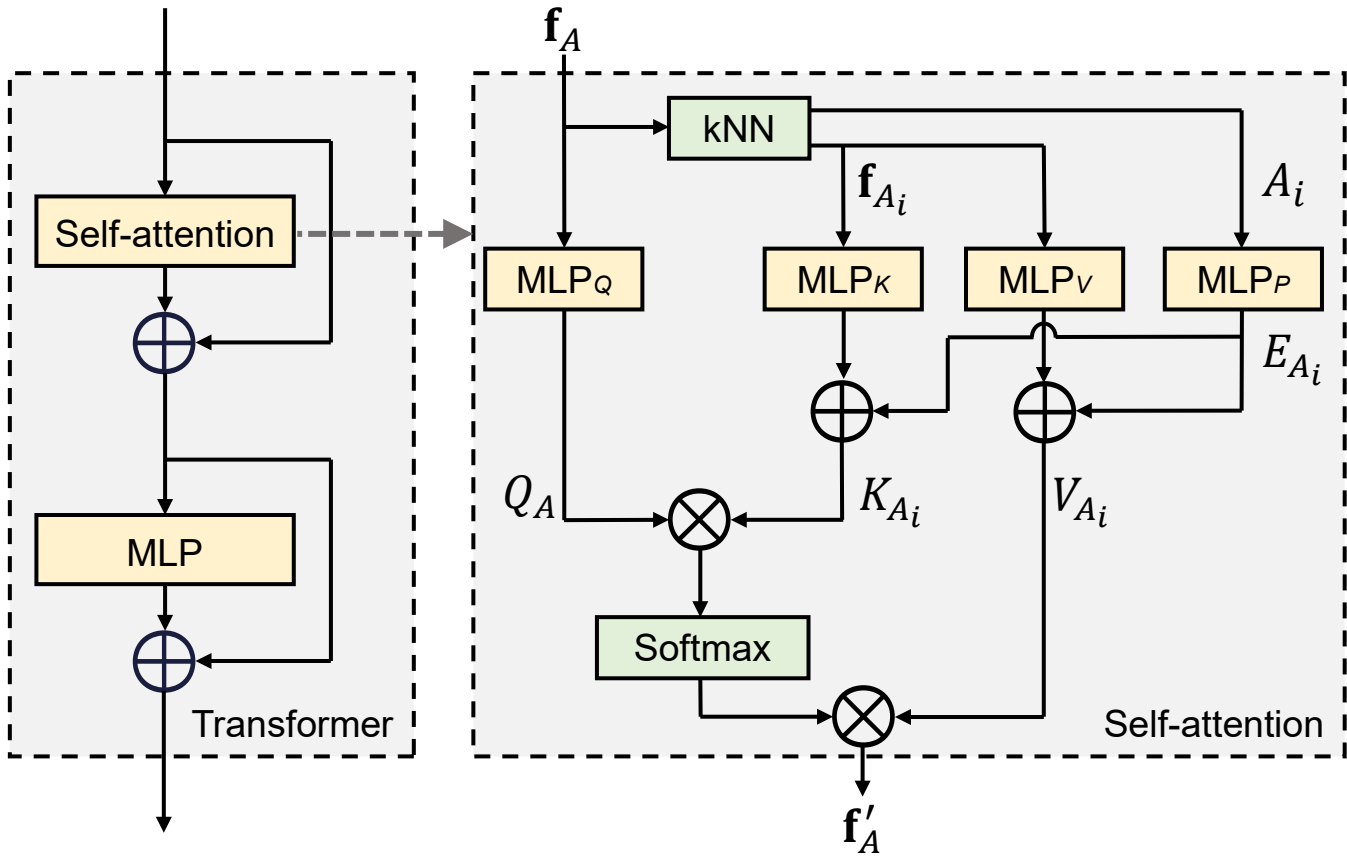 Self-attention
MLP
Transformer
𝐟_A
kNN
𝐟_{A_i}
A_i
MLP_Q
MLP_K
MLP_V
MLP_P
E_{A_i}
Q_A
K_{A_i}
V_{A_i}
Softmax
Self-attention
𝐟′_A